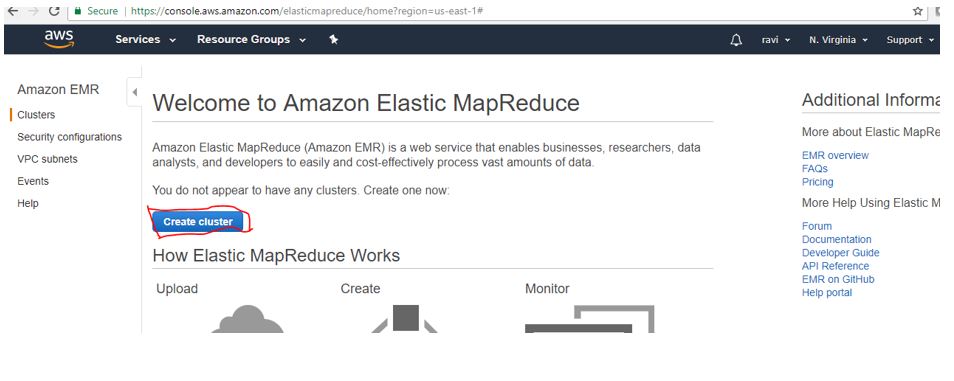 Secure https://console.aws.amazon.com/elasticmapreduce/home?region=us-east-1#
aws Services Resource Groups ravi N. Virginia Support
Amazon EMR
Clusters
Security configurations
VPC subnets
Events
Help
Welcome to Amazon Elastic MapReduce
Amazon Elastic MapReduce (Amazon EMR) is a web service that enables businesses, researchers, data
analysts, and developers to easily and cost-effectively process vast amounts of data.
You do not appear to have any clusters. Create one now:
Create cluster
How Elastic MapReduce Works
Upload Create Monitor
Additional Informa
More about Elastic MapRe
EMR overview
FAQs
Pricing
More Help Using Elastic M
Forum
Documentation
Developer Guide
API Reference
EMR on GitHub
Help portal